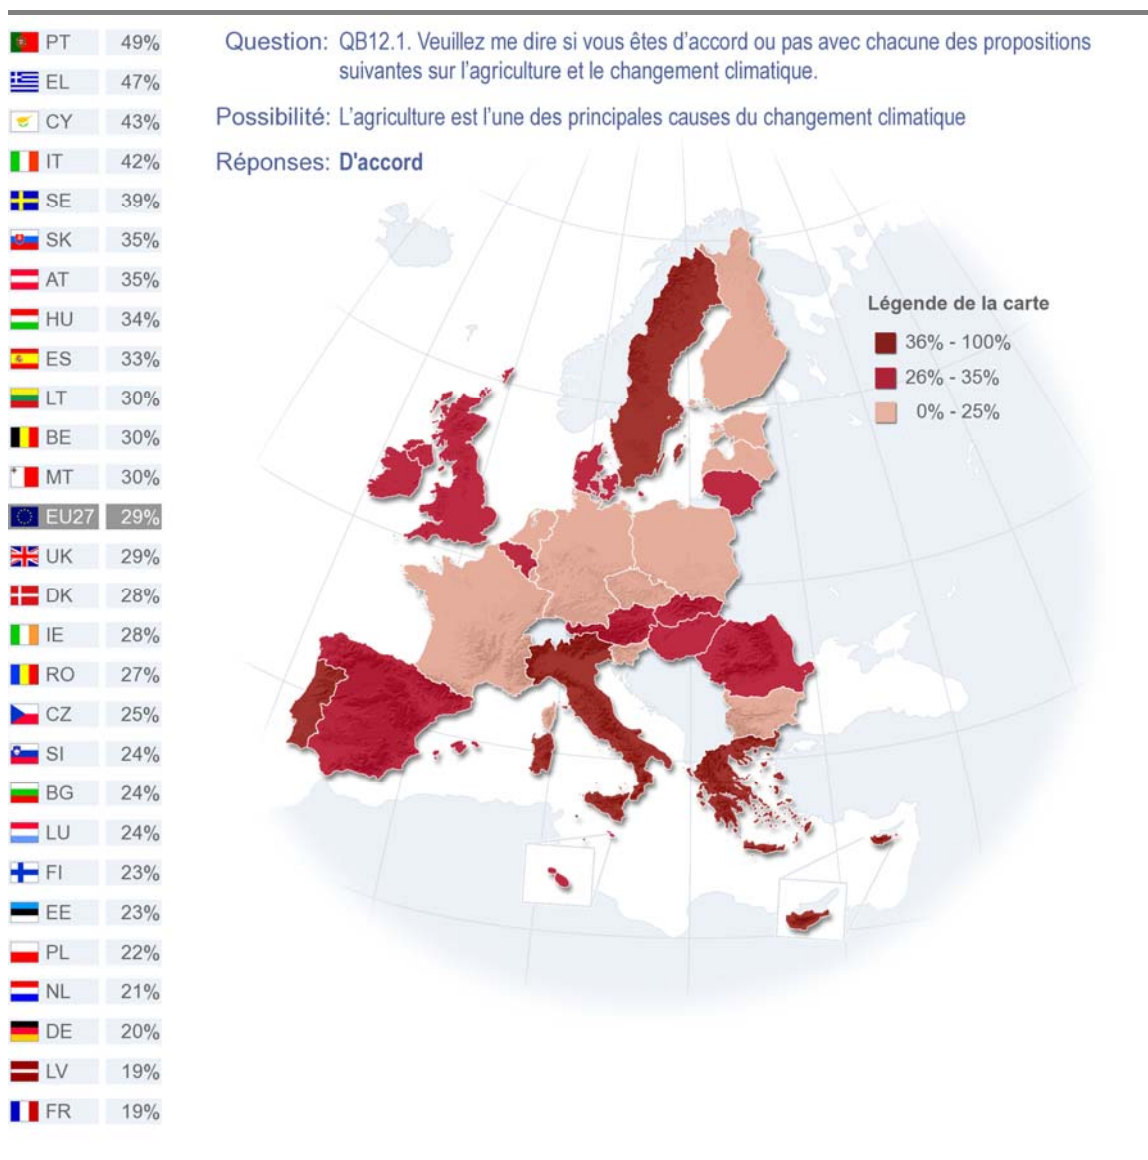 PT 49%
EL 47%
CY 43%
IT 42%
SE 39%
SK 35%
AT 35%
HU 34%
ES 33%
LT 30%
BE 30%
MT 30%
EU27 29%
UK 29%
DK 28%
IE 28%
RO 27%
CZ 25%
SI 24%
BG 24%
LU 24%
FI 23%
EE 23%
PL 22%
NL 21%
DE 20%
LV 19%
FR 19%
Question: QB12.1. Veuillez me dire si vous êtes d'accord ou pas avec chacune des propositions
suivantes sur l'agriculture et le changement climatique.
Possibilité: L'agriculture est l'une des principales causes du changement climatique
Réponses: D'accord
Légende de la carte
36% - 100%
26% - 35%
0% - 25%